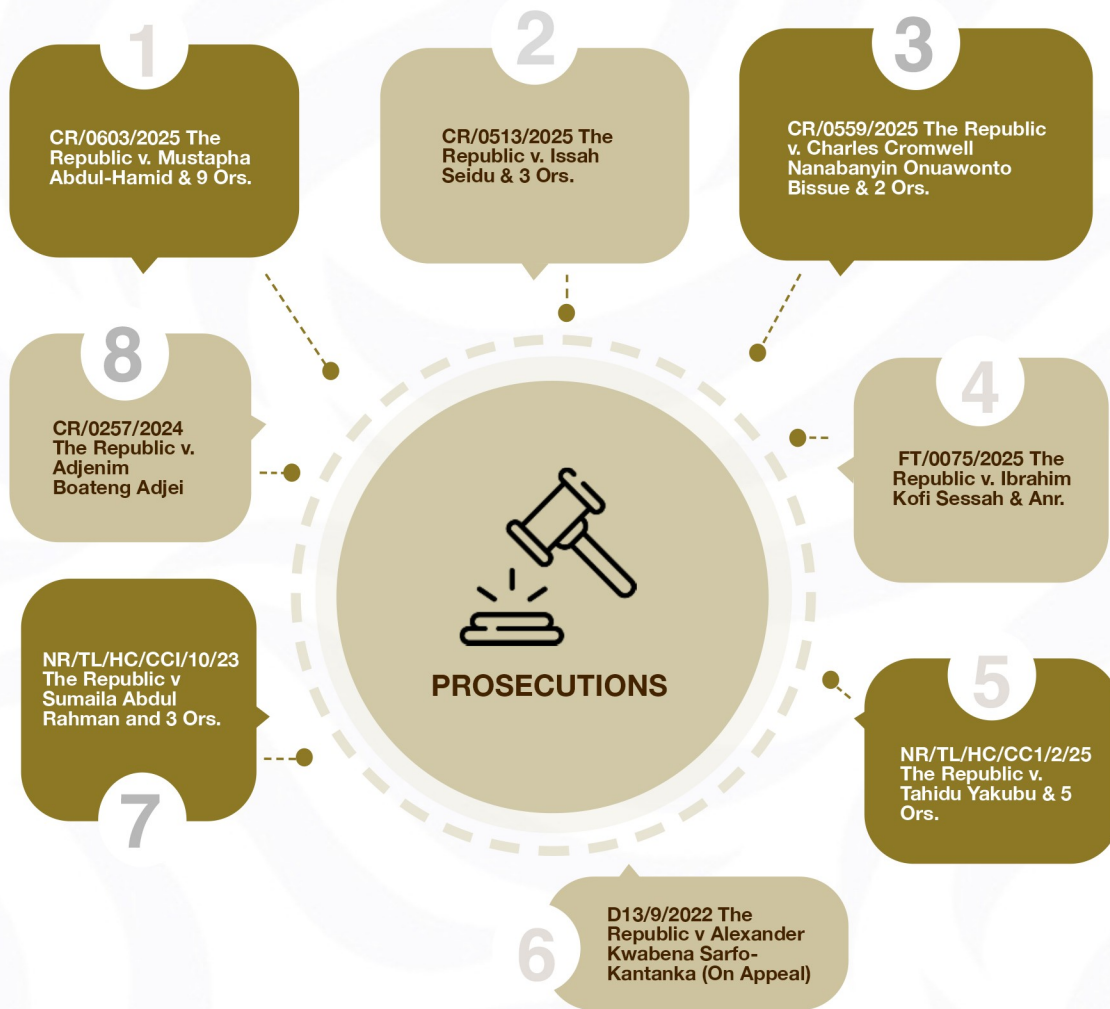 1
CR/0603/2025 The
Republic v. Mustapha
Abdul-Hamid & 9 Ors.
2
CR/0513/2025 The
Republic v. Issah
Seidu & 3 Ors.
3
CR/0559/2025 The Republic
v. Charles Cromwell
Nanabanyin Onuawonto
Bissue & 2 Ors.
4
FT/0075/2025 The
Republic v. Ibrahim
Kofi Sessah & Anr.
5
NR/TL/HC/CC1/2/25
The Republic v.
Tahidu Yakubu & 5
Ors.
6
D13/9/2022 The
Republic v Alexander
Kwabena Sarfo-
Kantanka (On Appeal)
7
NR/TL/HC/CCI/10/23
The Republic v
Sumaila Abdul
Rahman and 3 Ors.
8
CR/0257/2024
The Republic v.
Adjenim
Boateng Adjei
PROSECUTIONS